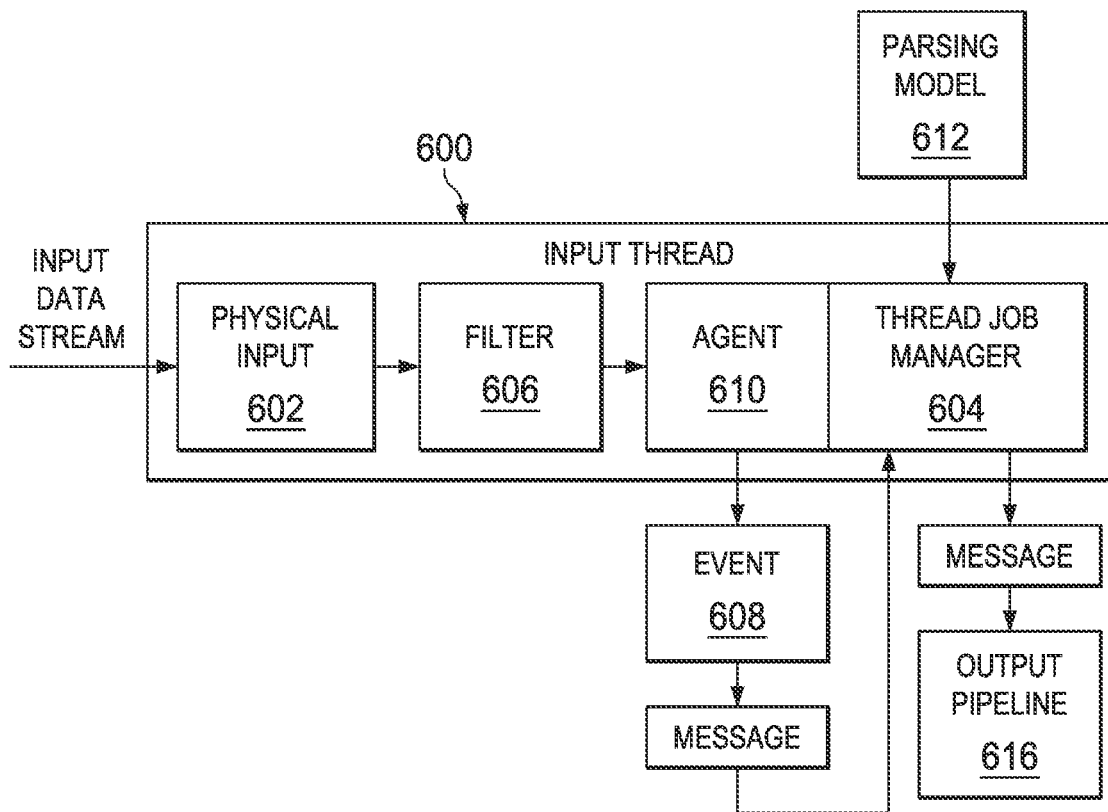 PARSING
MODEL
612
600
INPUT THREAD
INPUT
DATA
STREAM
PHYSICAL
INPUT
602
FILTER
606
AGENT
610
THREAD JOB
MANAGER
604
EVENT
608
MESSAGE
MESSAGE
OUTPUT
PIPELINE
616